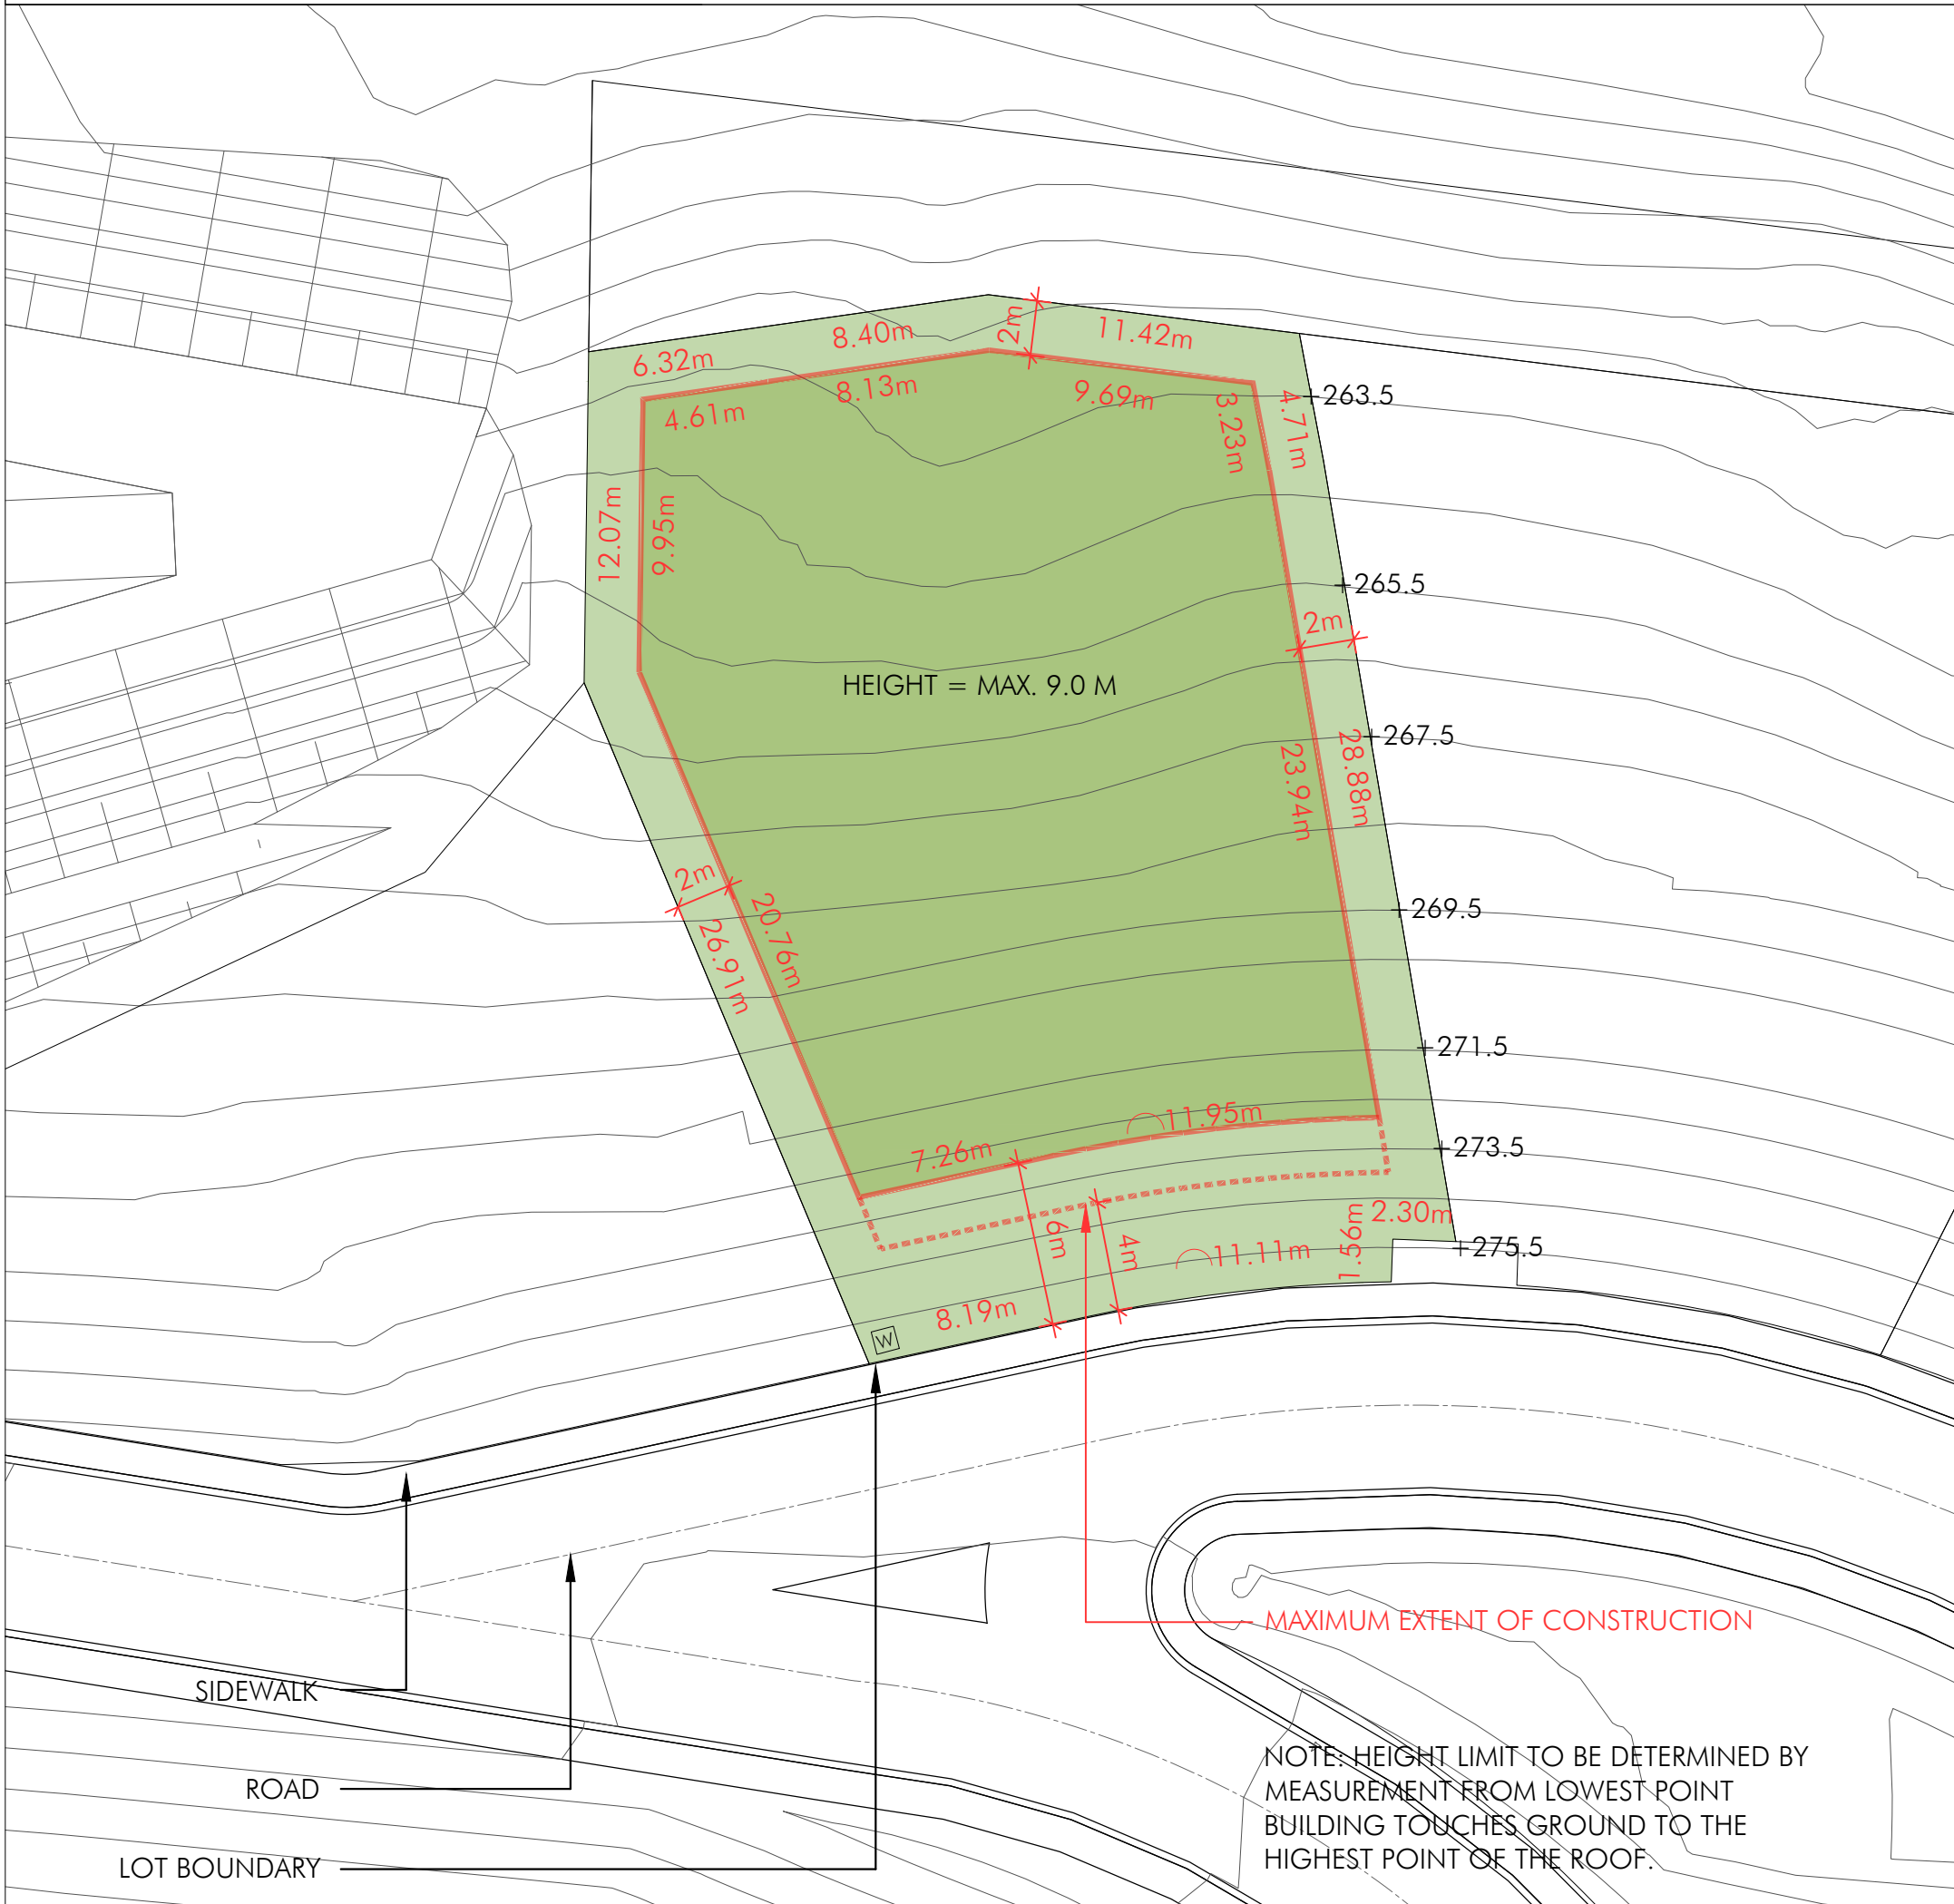 2m
8.40m
11.42m
6.32m
8.13m
9.69m
4.61m
3.23m
4.71m
263.5
12.07m
9.95m
265.5
2m
HEIGHT = MAX. 9.0 M
267.5
23.94m
28.88m
2m
20.76m
26.91m
269.5
271.5
11.95m
7.26m
273.5
2.30m
1.56m
6m
4m
11.11m
275.5
8.19m
W
MAXIMUM EXTENT OF CONSTRUCTION
SIDEWALK
ROAD
LOT BOUNDARY
NOTE: HEIGHT LIMIT TO BE DETERMINED BY
MEASUREMENT FROM LOWEST POINT
BUILDING TOUCHES GROUND TO THE
HIGHEST POINT OF THE ROOF.